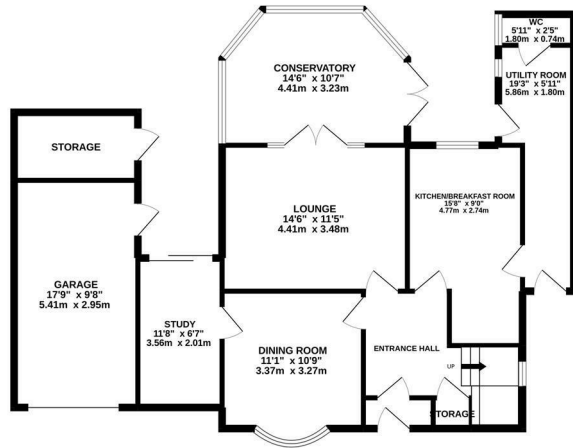 WC
5'11" x 2'5"
1.80m x 0.74m
UTILITY ROOM
19'3" x 5'11"
5.86m x 1.80m
CONSERVATORY
14'6" x 10'7"
4.41m x 3.23m
STORAGE
KITCHEN/BREAKFAST ROOM
15'8" x 9'0"
4.77m x 2.74m
LOUNGE
14'6" x 11'5"
4.41m x 3.48m
GARAGE
17'9" x 9'8"
5.41m x 2.95m
STUDY
11'8" x 6'7"
3.56m x 2.01m
DINING ROOM
11'1" x 10'9"
3.37m x 3.27m
ENTRANCE HALL
UP
STORAGE